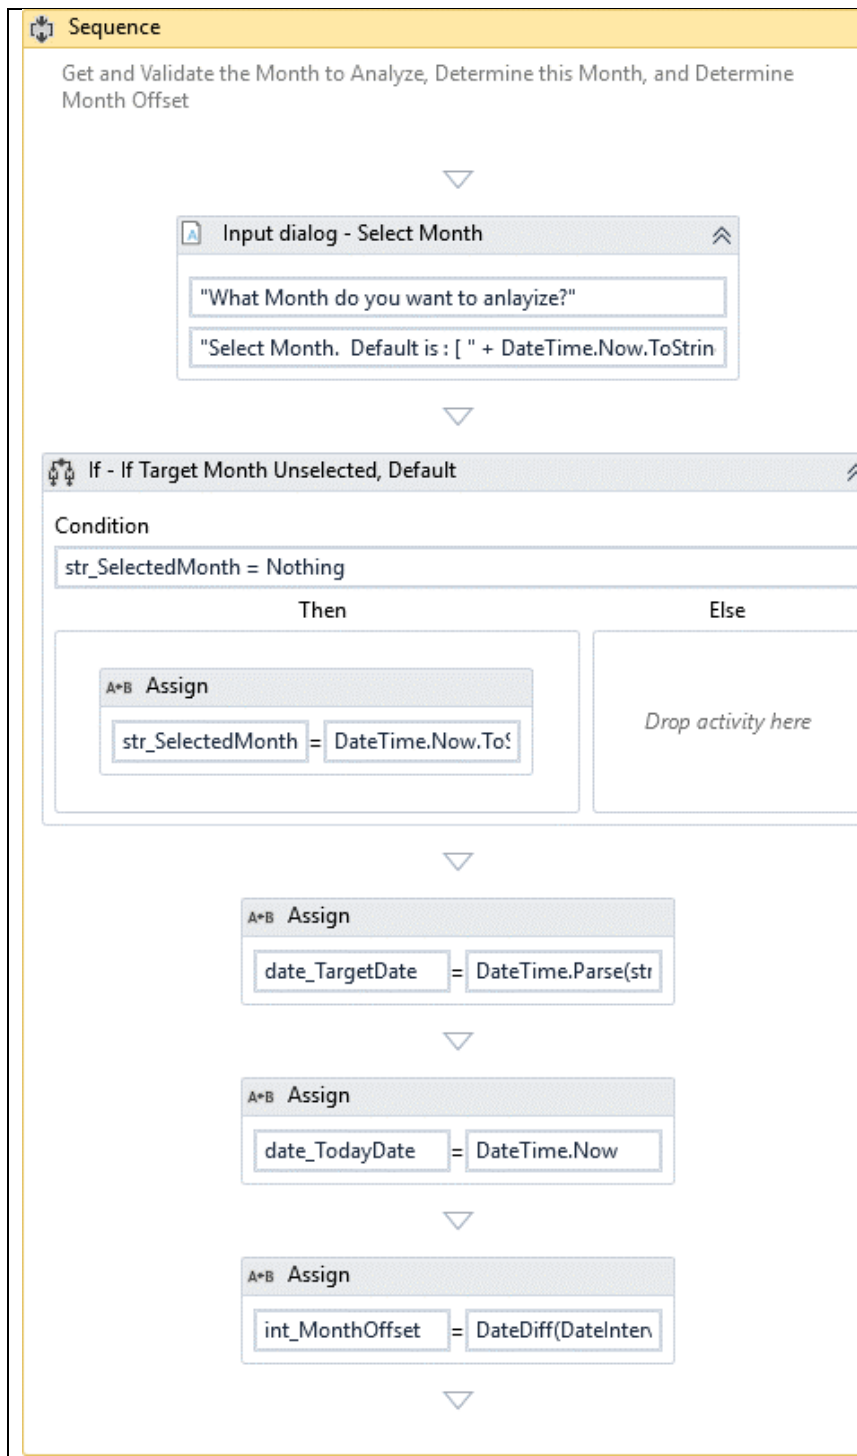 Sequence
Get and Validate the Month to Analyze, Determine this Month, and Determine
Month Offset
Input dialog - Select Month
"What Month do you want to anlayize?"
"Select Month.  Default is : [ " + DateTime.Now.ToStrin
If - If Target Month Unselected, Default
Condition
str_SelectedMonth = Nothing
Then Else
A+B Assign
str_SelectedMonth = DateTime.Now.ToS
Drop activity here
A+B Assign
date_TargetDate = DateTime.Parse(str
A+B Assign
date_TodayDate = DateTime.Now
A+B Assign
int_MonthOffset = DateDiff(DateInterv